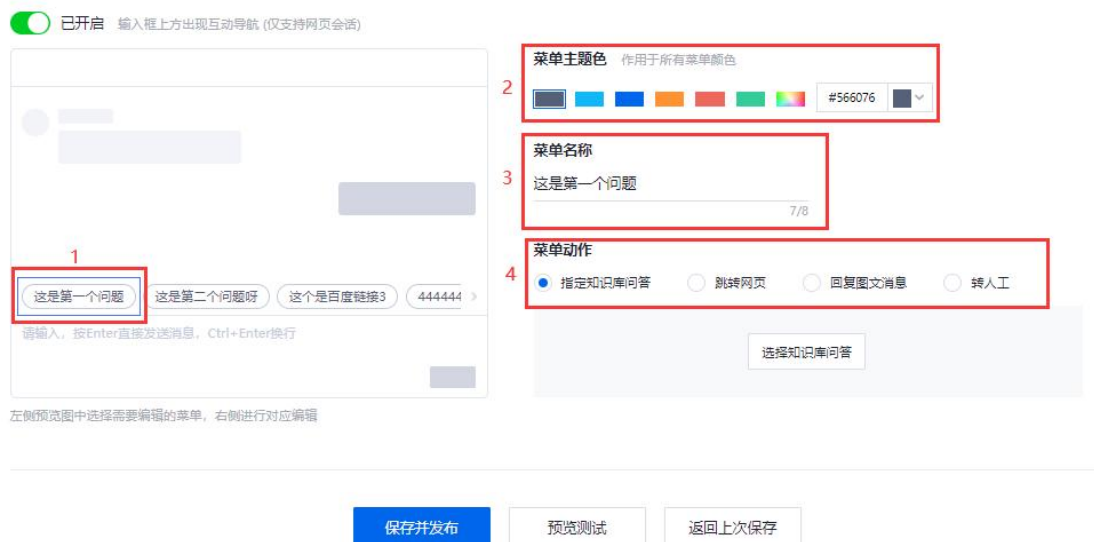 已开启 输入框上方出现互动导航 (仅支持网页会话)
菜单主题色 作用于所有菜单颜色
2
#566076
菜单名称
3
这是第一个问题
7/8
1
菜单动作
4
指定知识库问答 跳转网页 回复图文消息 转人工
这是第一个问题 这是第二个问题呀 这个是百度链接3 444444
请输入，按Enter直接发送消息，Ctrl+Enter换行
选择知识库问答
左侧预览图中选择需要编辑的菜单，右侧进行对应编辑
保存并发布 预览测试 返回上次保存